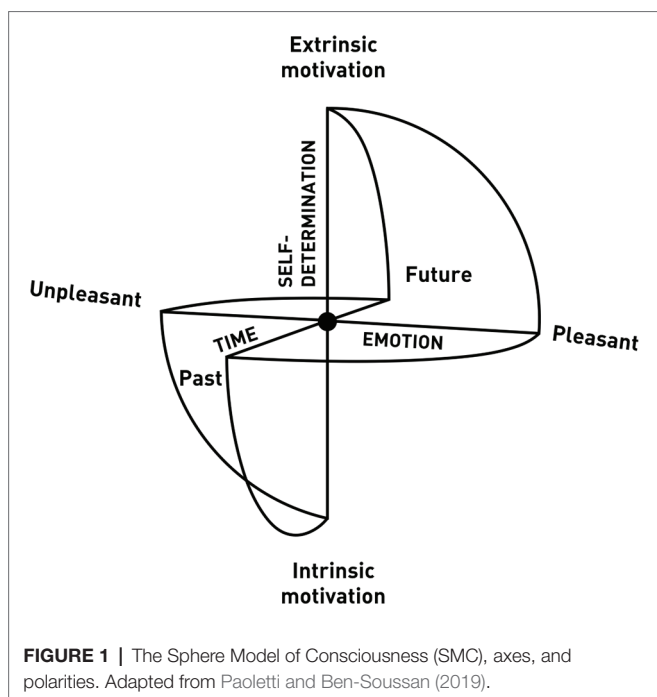 Extrinsic
motivation
SELF-
DETERMINATION
Future
Unpleasant
TIME
EMOTION
Pleasant
Past
Intrinsic
motivation
FIGURE 1 | The Sphere Model of Consciousness (SMC), axes, and
polarities. Adapted from Paoletti and Ben-Soussan (2019).